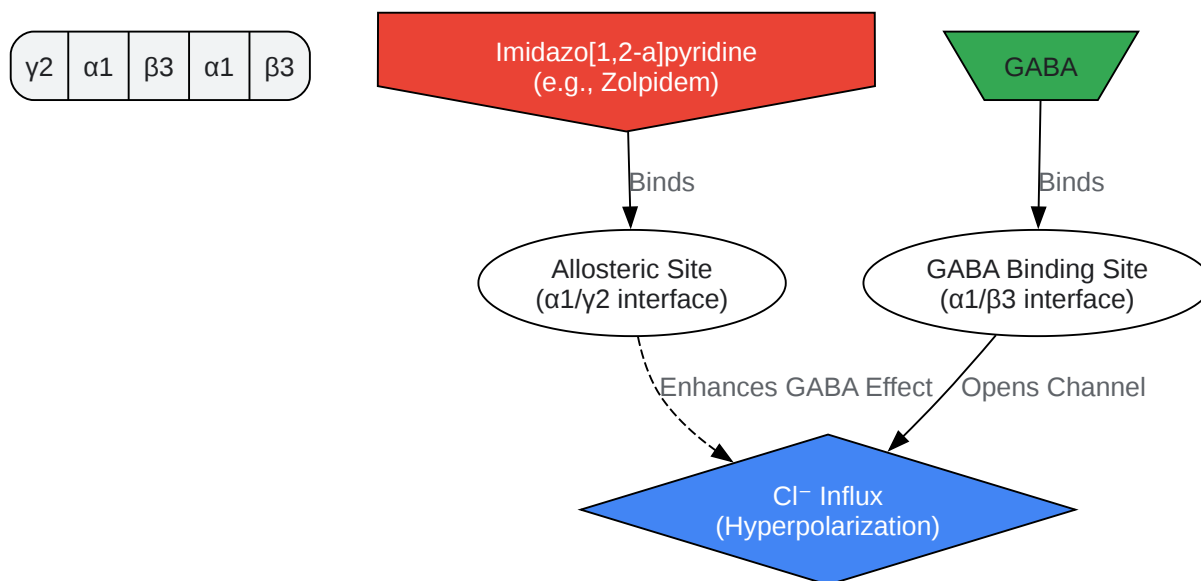 γ2 α1 β3 α1 β3
Imidazo[1,2-a]pyridine
(e.g., Zolpidem)
GABA
Binds
Binds
Allosteric Site
(α1/γ2 interface)
GABA Binding Site
(α1/β3 interface)
Enhances GABA Effect
Opens Channel
Cl⁻ Influx
(Hyperpolarization)